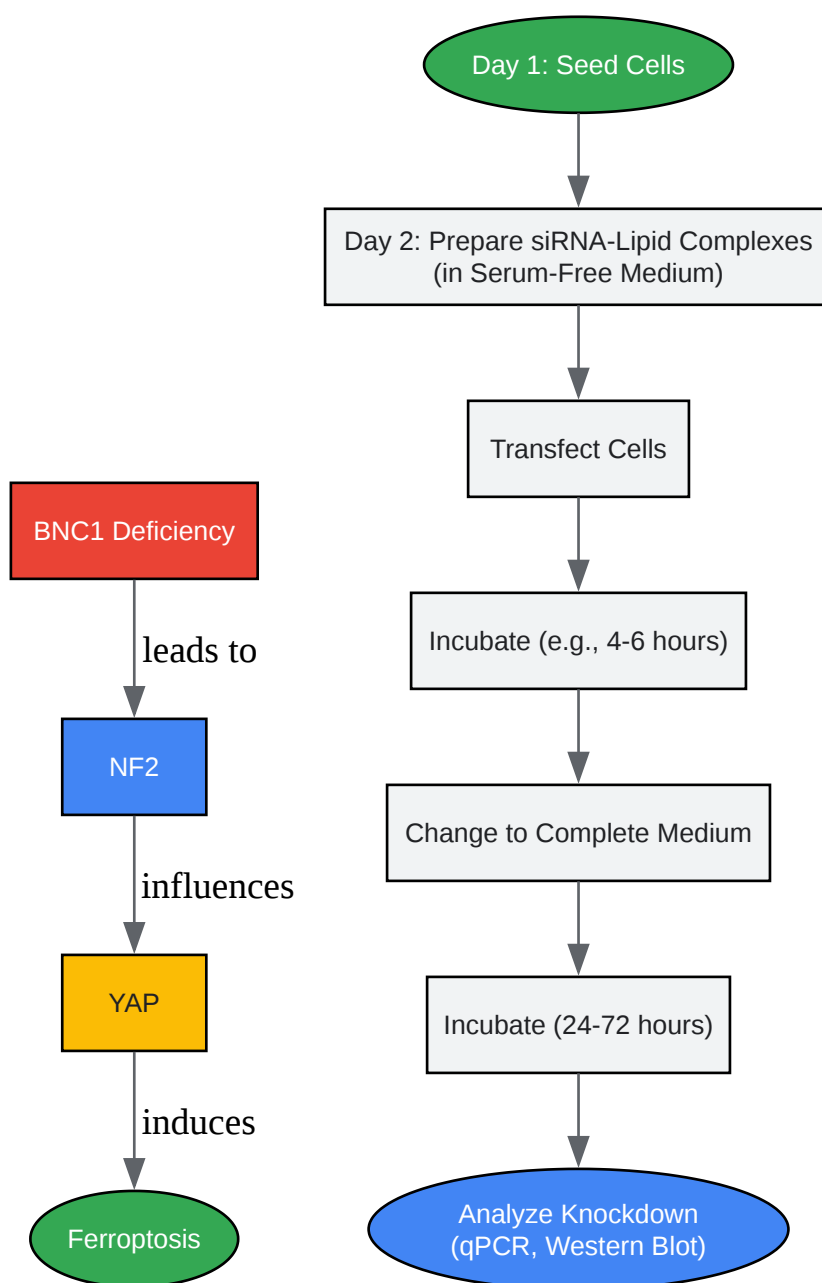 Day 1: Seed Cells
Day 2: Prepare siRNA-Lipid Complexes
(in Serum-Free Medium)
Transfect Cells
Incubate (e.g., 4-6 hours)
Change to Complete Medium
Incubate (24-72 hours)
Analyze Knockdown
(qPCR, Western Blot)
BNC1 Deficiency
leads to
NF2
influences
YAP
induces
Ferroptosis